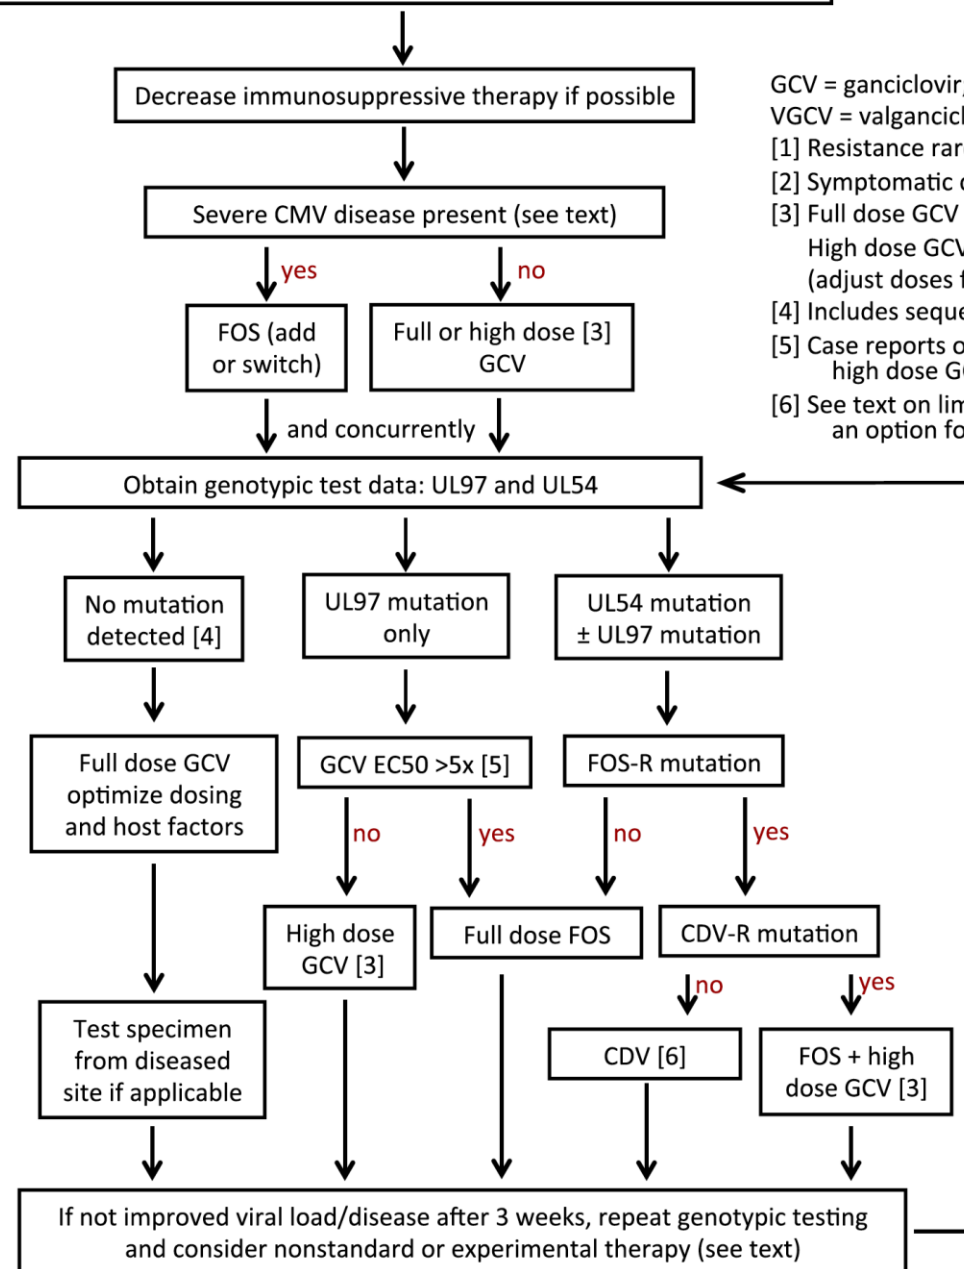 Decrease immunosuppressive therapy if possible
Severe CMV disease present (see text)
yes
no
FOS (add
or switch)
Full or high dose [3]
GCV
and concurrently
Obtain genotypic test data: UL97 and UL54
No mutation
detected [4]
UL97 mutation
only
UL54 mutation
± UL97 mutation
Full dose GCV
optimize dosing
and host factors
GCV EC50 >5x [5]
FOS-R mutation
no
yes
no
yes
High dose
GCV [3]
Full dose FOS
CDV-R mutation
no
yes
Test specimen
from diseased
site if applicable
CDV [6]
FOS + high
dose GCV [3]
If not improved viral load/disease after 3 weeks, repeat genotypic testing
and consider nonstandard or experimental therapy (see text)
GCV = ganciclovir,
VGCV =
[1] Resistance
[2] Symptomatic
[3] Full dose GCV
High dose GCV
(adjust doses
[4] Includes
[5] Case reports
high dose
[6] See text on
an option